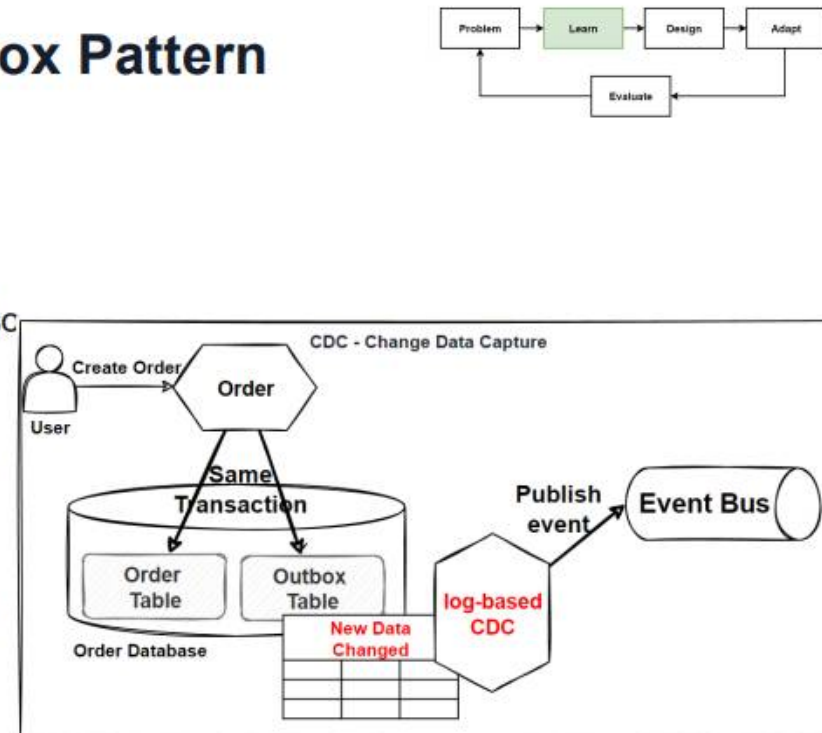 ox Pattern
Problem
Learn
Design
Adapt
Evaluate
C
CDC - Change Data Capture
Create Order
Order
User
Same
Transaction
Publish
event
Event Bus
Order
Table
Outbox
Table
log-based
CDC
New Data
Changed
Order Database